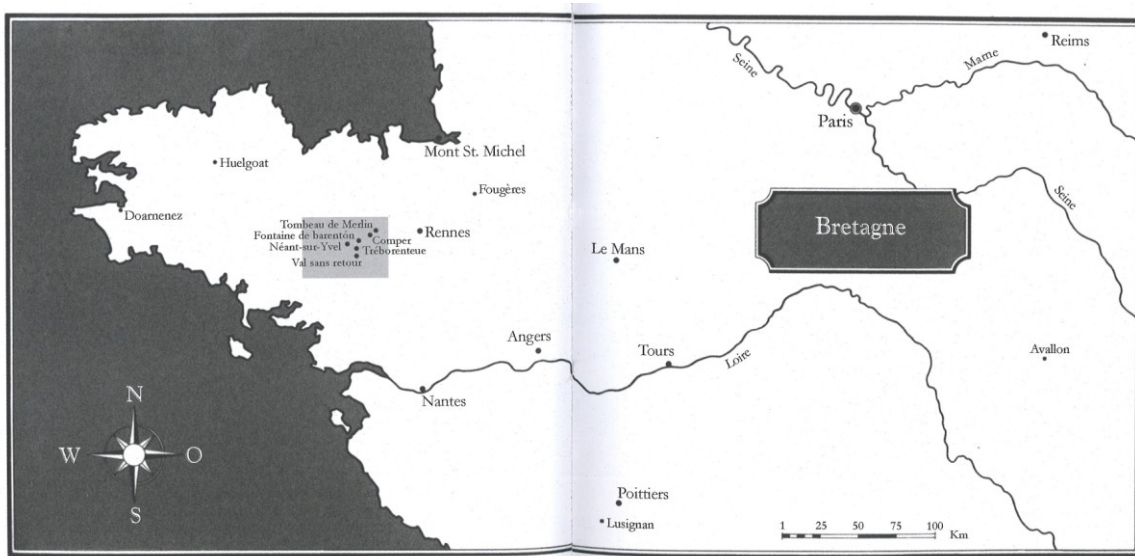 Seine
Reims
Marne
Paris
Mont St. Michel
Huelgoat
Fougères
Doarnenez
Seine
Bretagne
Tombeau de Merlin
Rennes
Fontaine de barentón
Comper
Néant-sur-Yvel
Tréborenteue
Val sans retour
Le Mans
Angers
Tours
Loire
Avallon
Nantes
N
W
O
S
Poittiers
Lusignan
1 25 50 75 100
Km